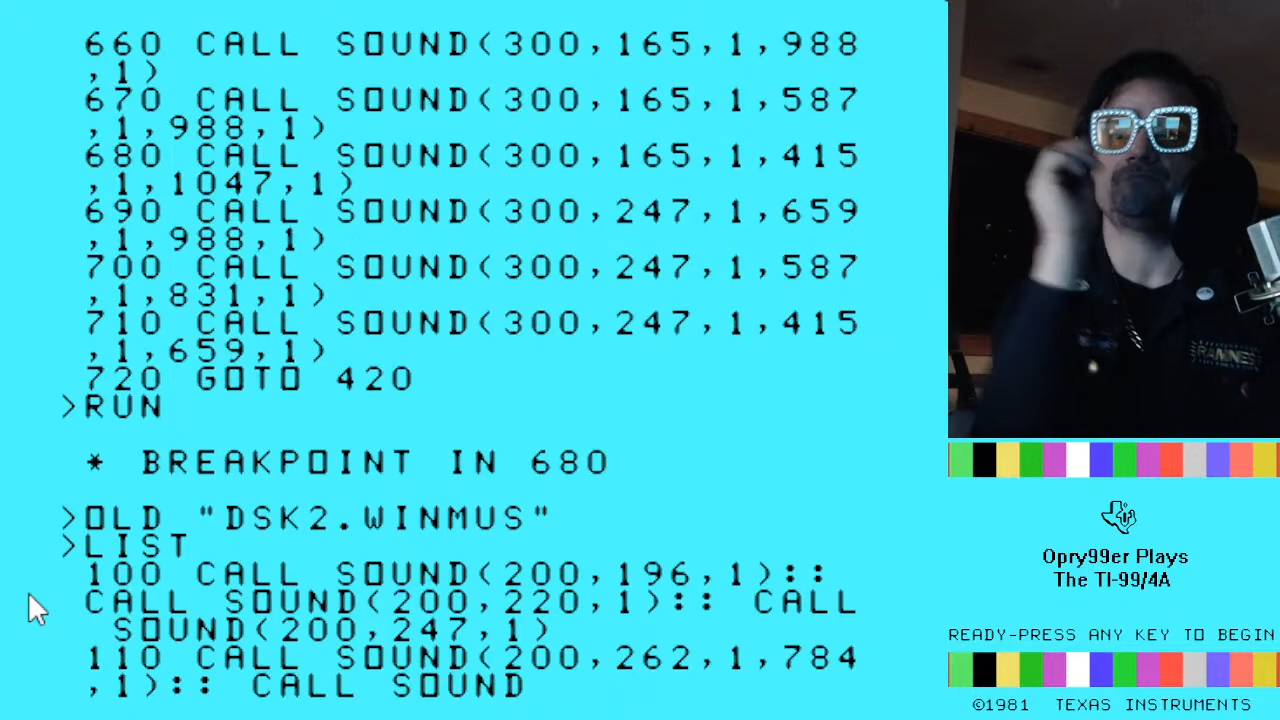 660 CALL SOUND(300,165,1,988
,1)
670 CALL SOUND(300,165,1,587
,1,988,1)
680 CALL SOUND(300,165,1,415
,1,1047,1)
690 CALL SOUND(300,247,1,659
,1,988,1)
700 CALL SOUND(300,247,1,587
,1,831,1)
710 CALL SOUND(300,247,1,415
,1,659,1)
720 GOTO 420
>RUN
* BREAKPOINT IN 680
>OLD "DSK2.WINMUS"
>LIST
100 CALL SOUND(200,196,1)::
CALL SOUND(200,220,1):: CALL
SOUND(200,247,1)
110 CALL SOUND(200,262,1,784
,1):: CALL SOUND
Opry99er Plays
The TI-99/4A
READY-PRESS ANY KEY TO BEGIN
©1981 TEXAS INSTRUMENTS